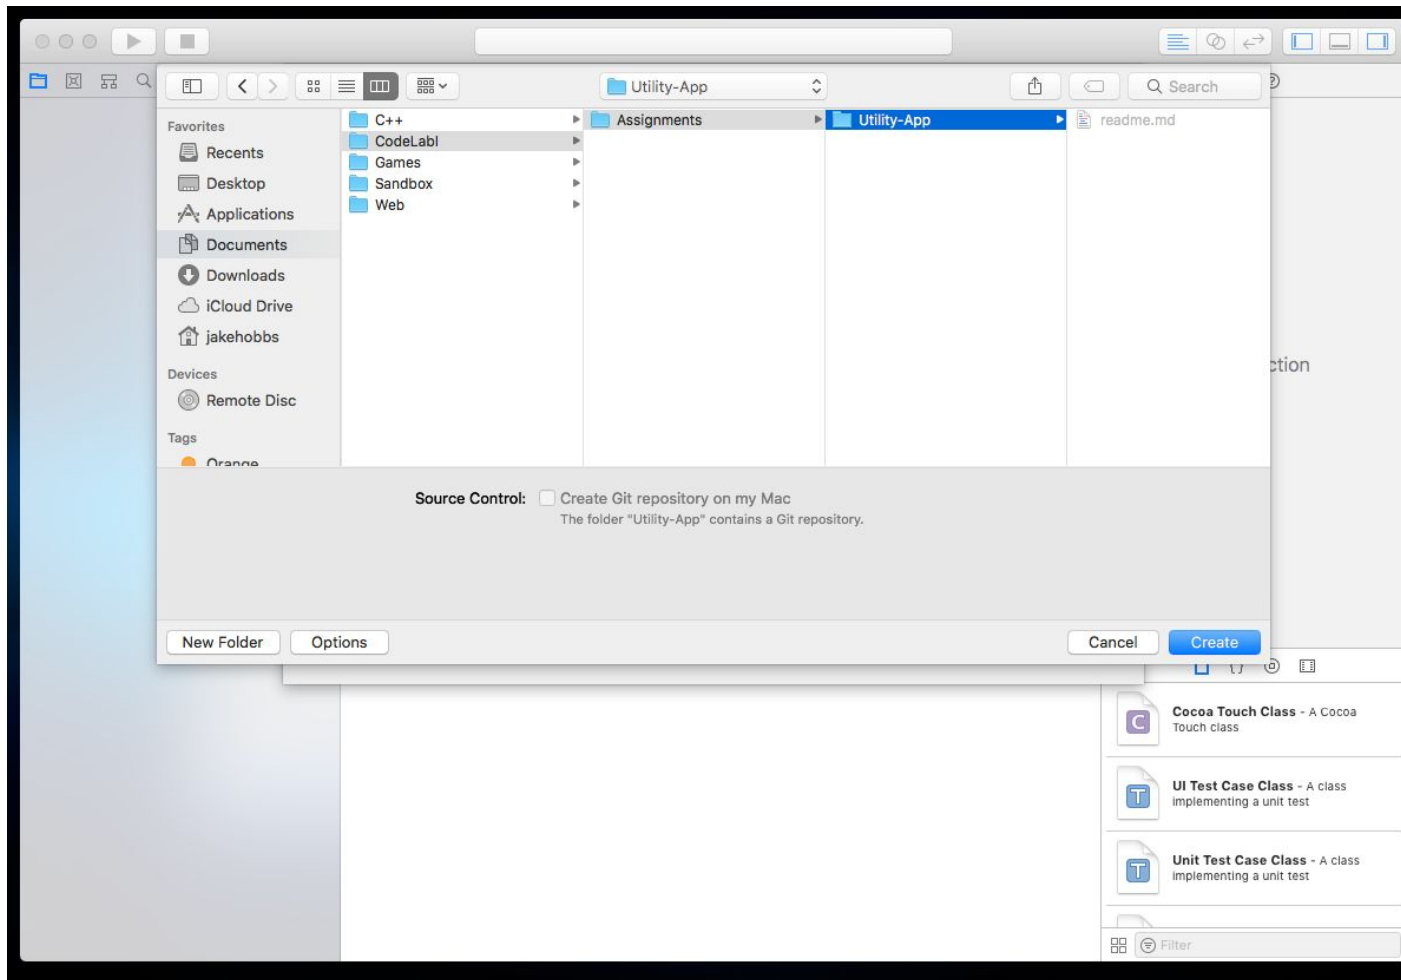 Utility-App
Search
Favorites
Recents
Desktop
Applications
Documents
Downloads
iCloud Drive
jakehobbs
Devices
Remote Disc
Tags
Orange
C++
CodeLabI
Games
Sandbox
Web
Assignments
Utility-App
readme.md
ction
Source Control:
Create Git repository on my Mac
The folder "Utility-App" contains a Git repository.
New Folder
Options
Cancel
Create
{ }
C
Cocoa Touch Class - A Cocoa
Touch class
T
UI Test Case Class - A class
implementing a unit test
T
Unit Test Case Class - A class
implementing a unit test
Filter